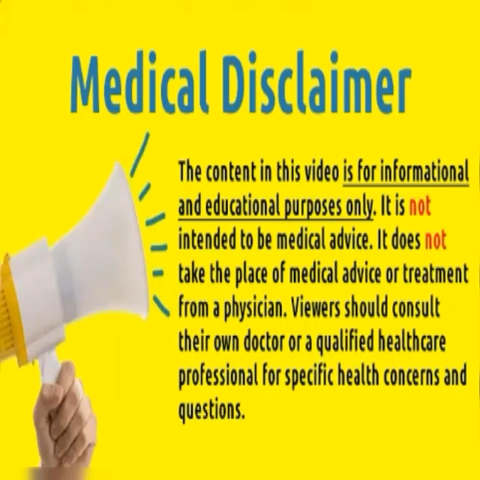 Medical Disclaimer
The content in this video is for informational
and educational purposes only. It is not
intended to be medical advice. It does not
take the place of medical advice or treatment
from a physician. Viewers should consult
their own doctor or a qualified healthcare
professional for specific health concerns and
questions.